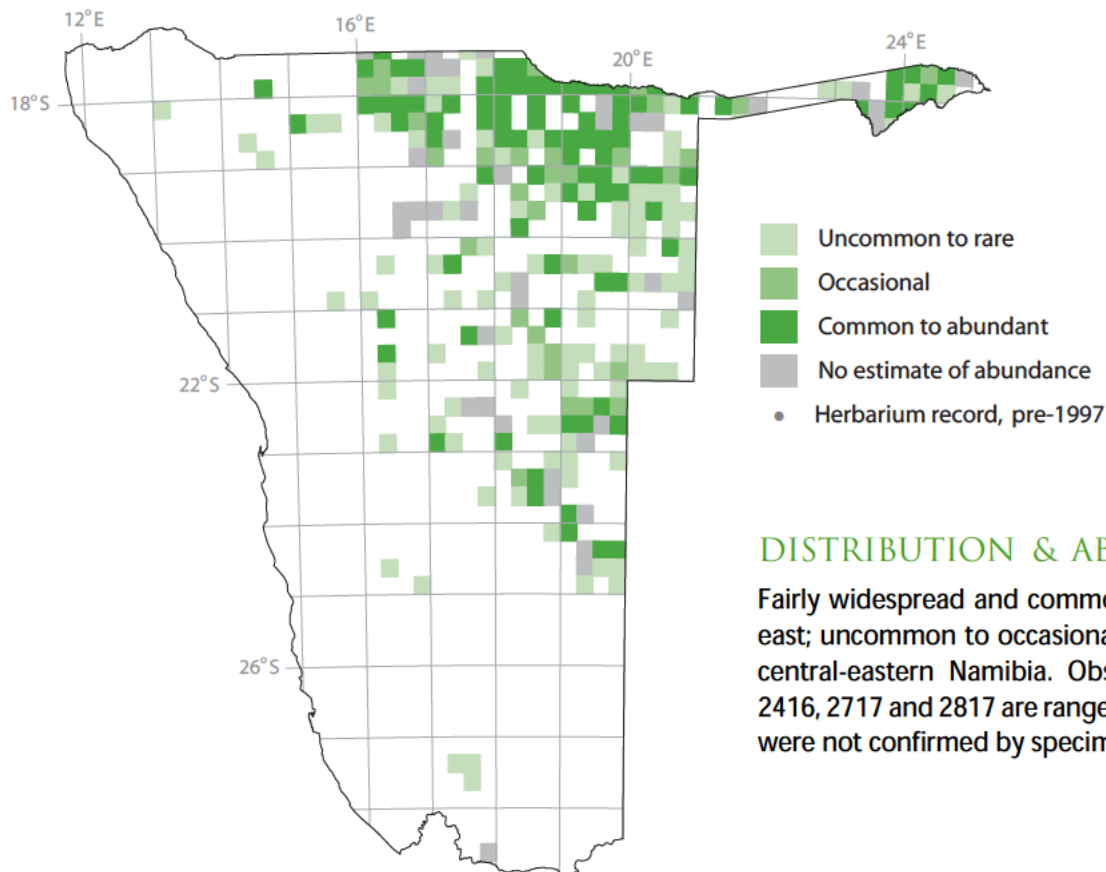 12°E
16°E
20°E
24°E
18°S
22°S
26°S
Uncommon to rare
Occasional
Common to abundant
No estimate of abundance
Herbarium record, pre-1997
DISTRIBUTION & AB
Fairly widespread and comm
east; uncommon to occasiona
central-eastern Namibia. Obs
2416, 2717 and 2817 are range
were not confirmed by specim